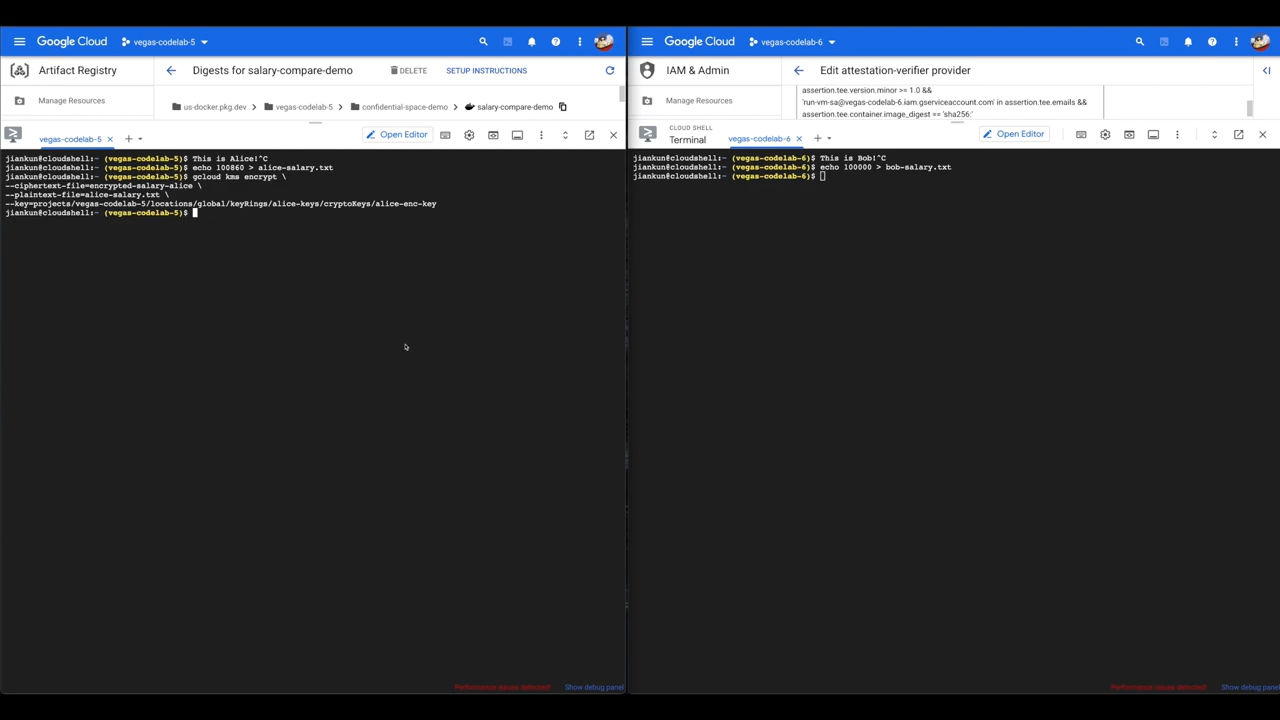 Google Cloud vegas-codelab-5
Artifact Registry
Digests for salary-compare-demo
DELETE
SETUP INSTRUCTIONS
Manage Resources
us-docker.pkg.dev
vegas-codelab-5
confidential-space-demo
salary-compare-demo
vegas-codelab-5
Open Editor
jiankun@cloudshell:~ (vegas-codelab-5)$ This is Alice!^C
jiankun@cloudshell:~ (vegas-codelab-5)$ echo 100860 > alice-salary.txt
jiankun@cloudshell:~ (vegas-codelab-5)$ gcloud kms encrypt \
--ciphertext-file=encrypted-salary-alice \
--plaintext-file=alice-salary.txt \
--key=projects/vegas-codelab-5/locations/global/keyRings/alice-keys/cryptoKeys/alice-enc-key
jiankun@cloudshell:~ (vegas-codelab-5)$
Performance issues detected!
Show debug panel
Google Cloud vegas-codelab-6
IAM & Admin
Edit attestation-verifier provider
Manage Resources
assertion.tee.version.minor >= 1.0 &&
'run-vm-sa@vegas-codelab-6.iam.gserviceaccount.com' in assertion.tee.emails &&
assertion.tee.container.image_digest == 'sha256:'
CLOUD SHELL
Terminal
vegas-codelab-6
Open Editor
jiankun@cloudshell:~ (vegas-codelab-6)$ This is Bob!^C
jiankun@cloudshell:~ (vegas-codelab-6)$ echo 100000 > bob-salary.txt
jiankun@cloudshell:~ (vegas-codelab-6)$
Performance issues detected!
Show debug panel